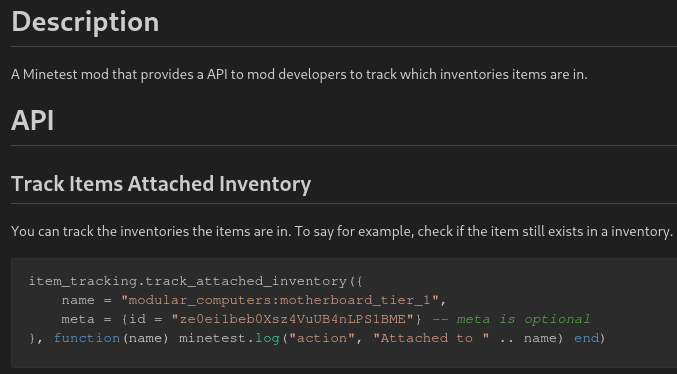 Description
A Minetest mod that provides a API to mod developers to track which inventories items are in.
API
Track Items Attached Inventory
You can track the inventories the items are in. To say for example, check if the item still exists in a inventory.
item_tracking.track_attached_inventory({
    name = "modular_computers:motherboard_tier_1",
    meta = {id = "ze0ei1beb0Xsz4VuUB4nLPS1BME"} -- meta is optional
}, function(name) minetest.log("action", "Attached to " .. name) end)